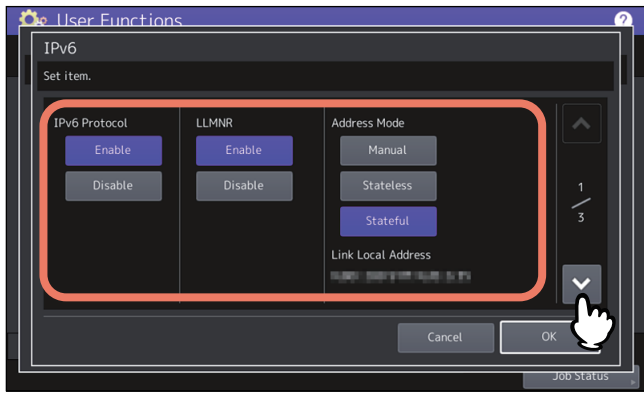 User Functions
?
IPv6
Set item.
IPv6 Protocol
Enable
Disable
LLMNR
Enable
Disable
Address Mode
Manual
Stateless
Stateful
Link Local Address
1
3
Cancel
OK
Job Status